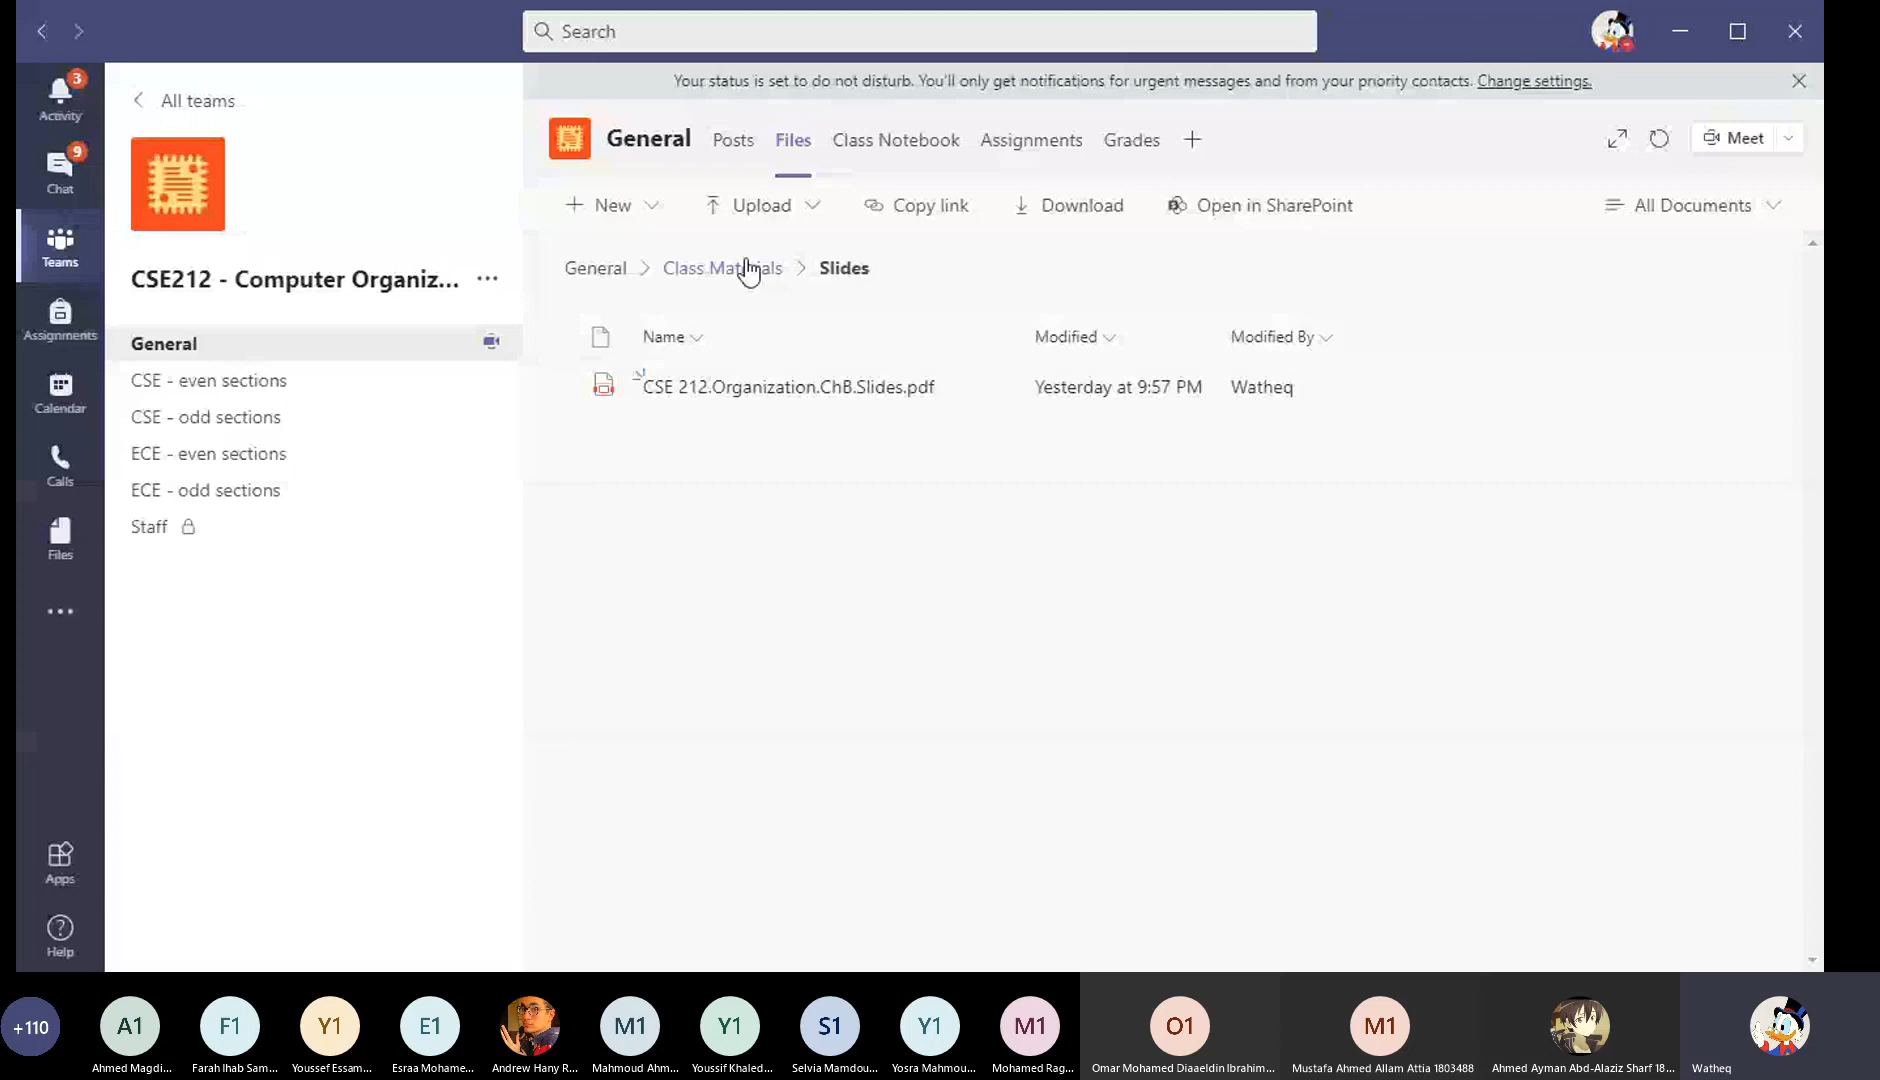 Search
Your status is set to do not disturb. You'll only get notifications for urgent messages and from your priority contacts. Change settings.
3
Activity
9
Chat
Teams
Assignments
Calendar
Calls
Files
Apps
Help
All teams
CSE212 - Computer Organiz...
General
CSE - even sections
CSE - odd sections
ECE - even sections
ECE - odd sections
Staff
General Posts Files Class Notebook Assignments Grades
Meet
New Upload Copy link Download Open in SharePoint All Documents
General > Class Materials > Slides
Name Modified Modified By
CSE 212.Organization.ChB.Slides.pdf Yesterday at 9:57 PM Watheq
+110 A1 F1 Y1 E1 M1 Y1 S1 Y1 M1 O1 M1
Ahmed Magdi... Farah Ihab Sam... Youssef Essam... Esraa Mohame... Andrew Hany R... Mahmoud Ahm... Youssif Khaled... Selvia Mamdou... Yosra Mahmou... Mohamed Rag... Omar Mohamed Diaaeldin Ibrahim... Mustafa Ahmed Allam Attia 1803488 Ahmed Ayman Abd-Alaziz Sharf 18... Watheq